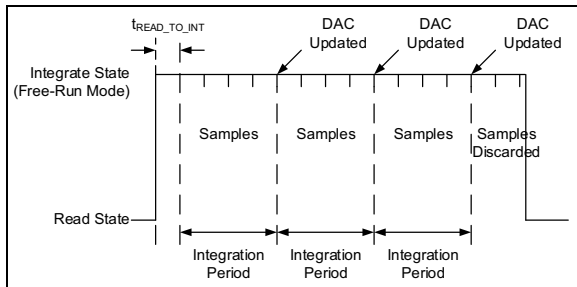 tREAD_TO_INT
DAC
Updated
DAC
Updated
DAC
Updated
Integrate State
(Free-Run Mode)
Samples
Samples
Samples
Samples
Discarded
Read State
Integration
Period
Integration
Period
Integration
Period